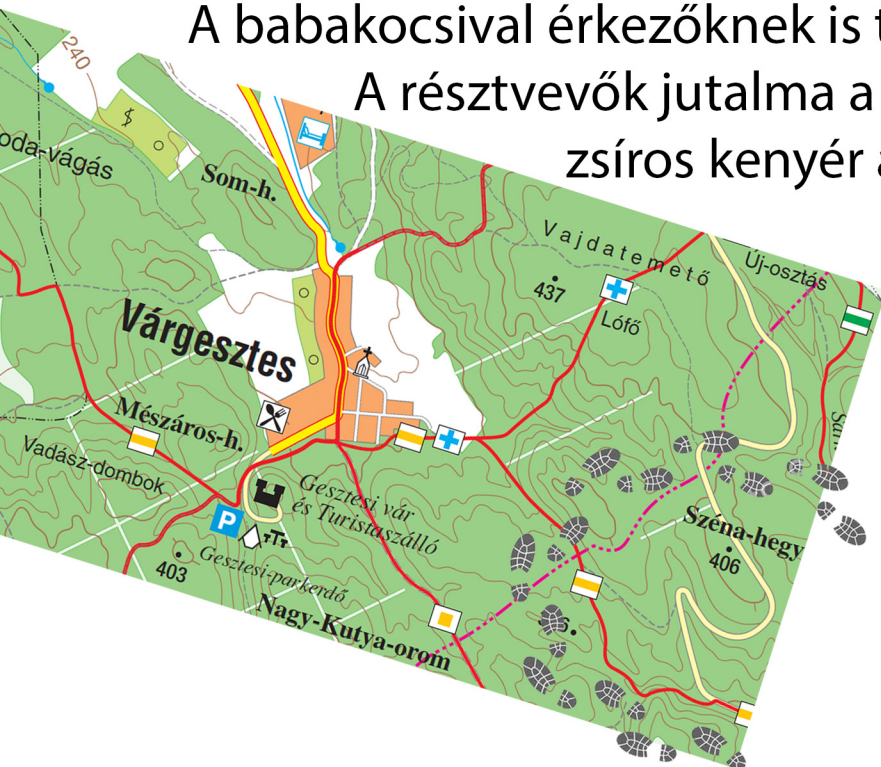 A babakocsival érkezőknek is
A résztvevők jutalma a
zsíros kenyér
240
oda-vágás
Som-h.
Vajdatemető
Új-osztás
437
Lófő
Várgesztes
Mészáros-h.
Vadász-dombok
Gesztesi vár
és Turistaszálló
P
Széna-hegy
406
403
Gesztesi-parkerdő
Nagy-Kutya-orom